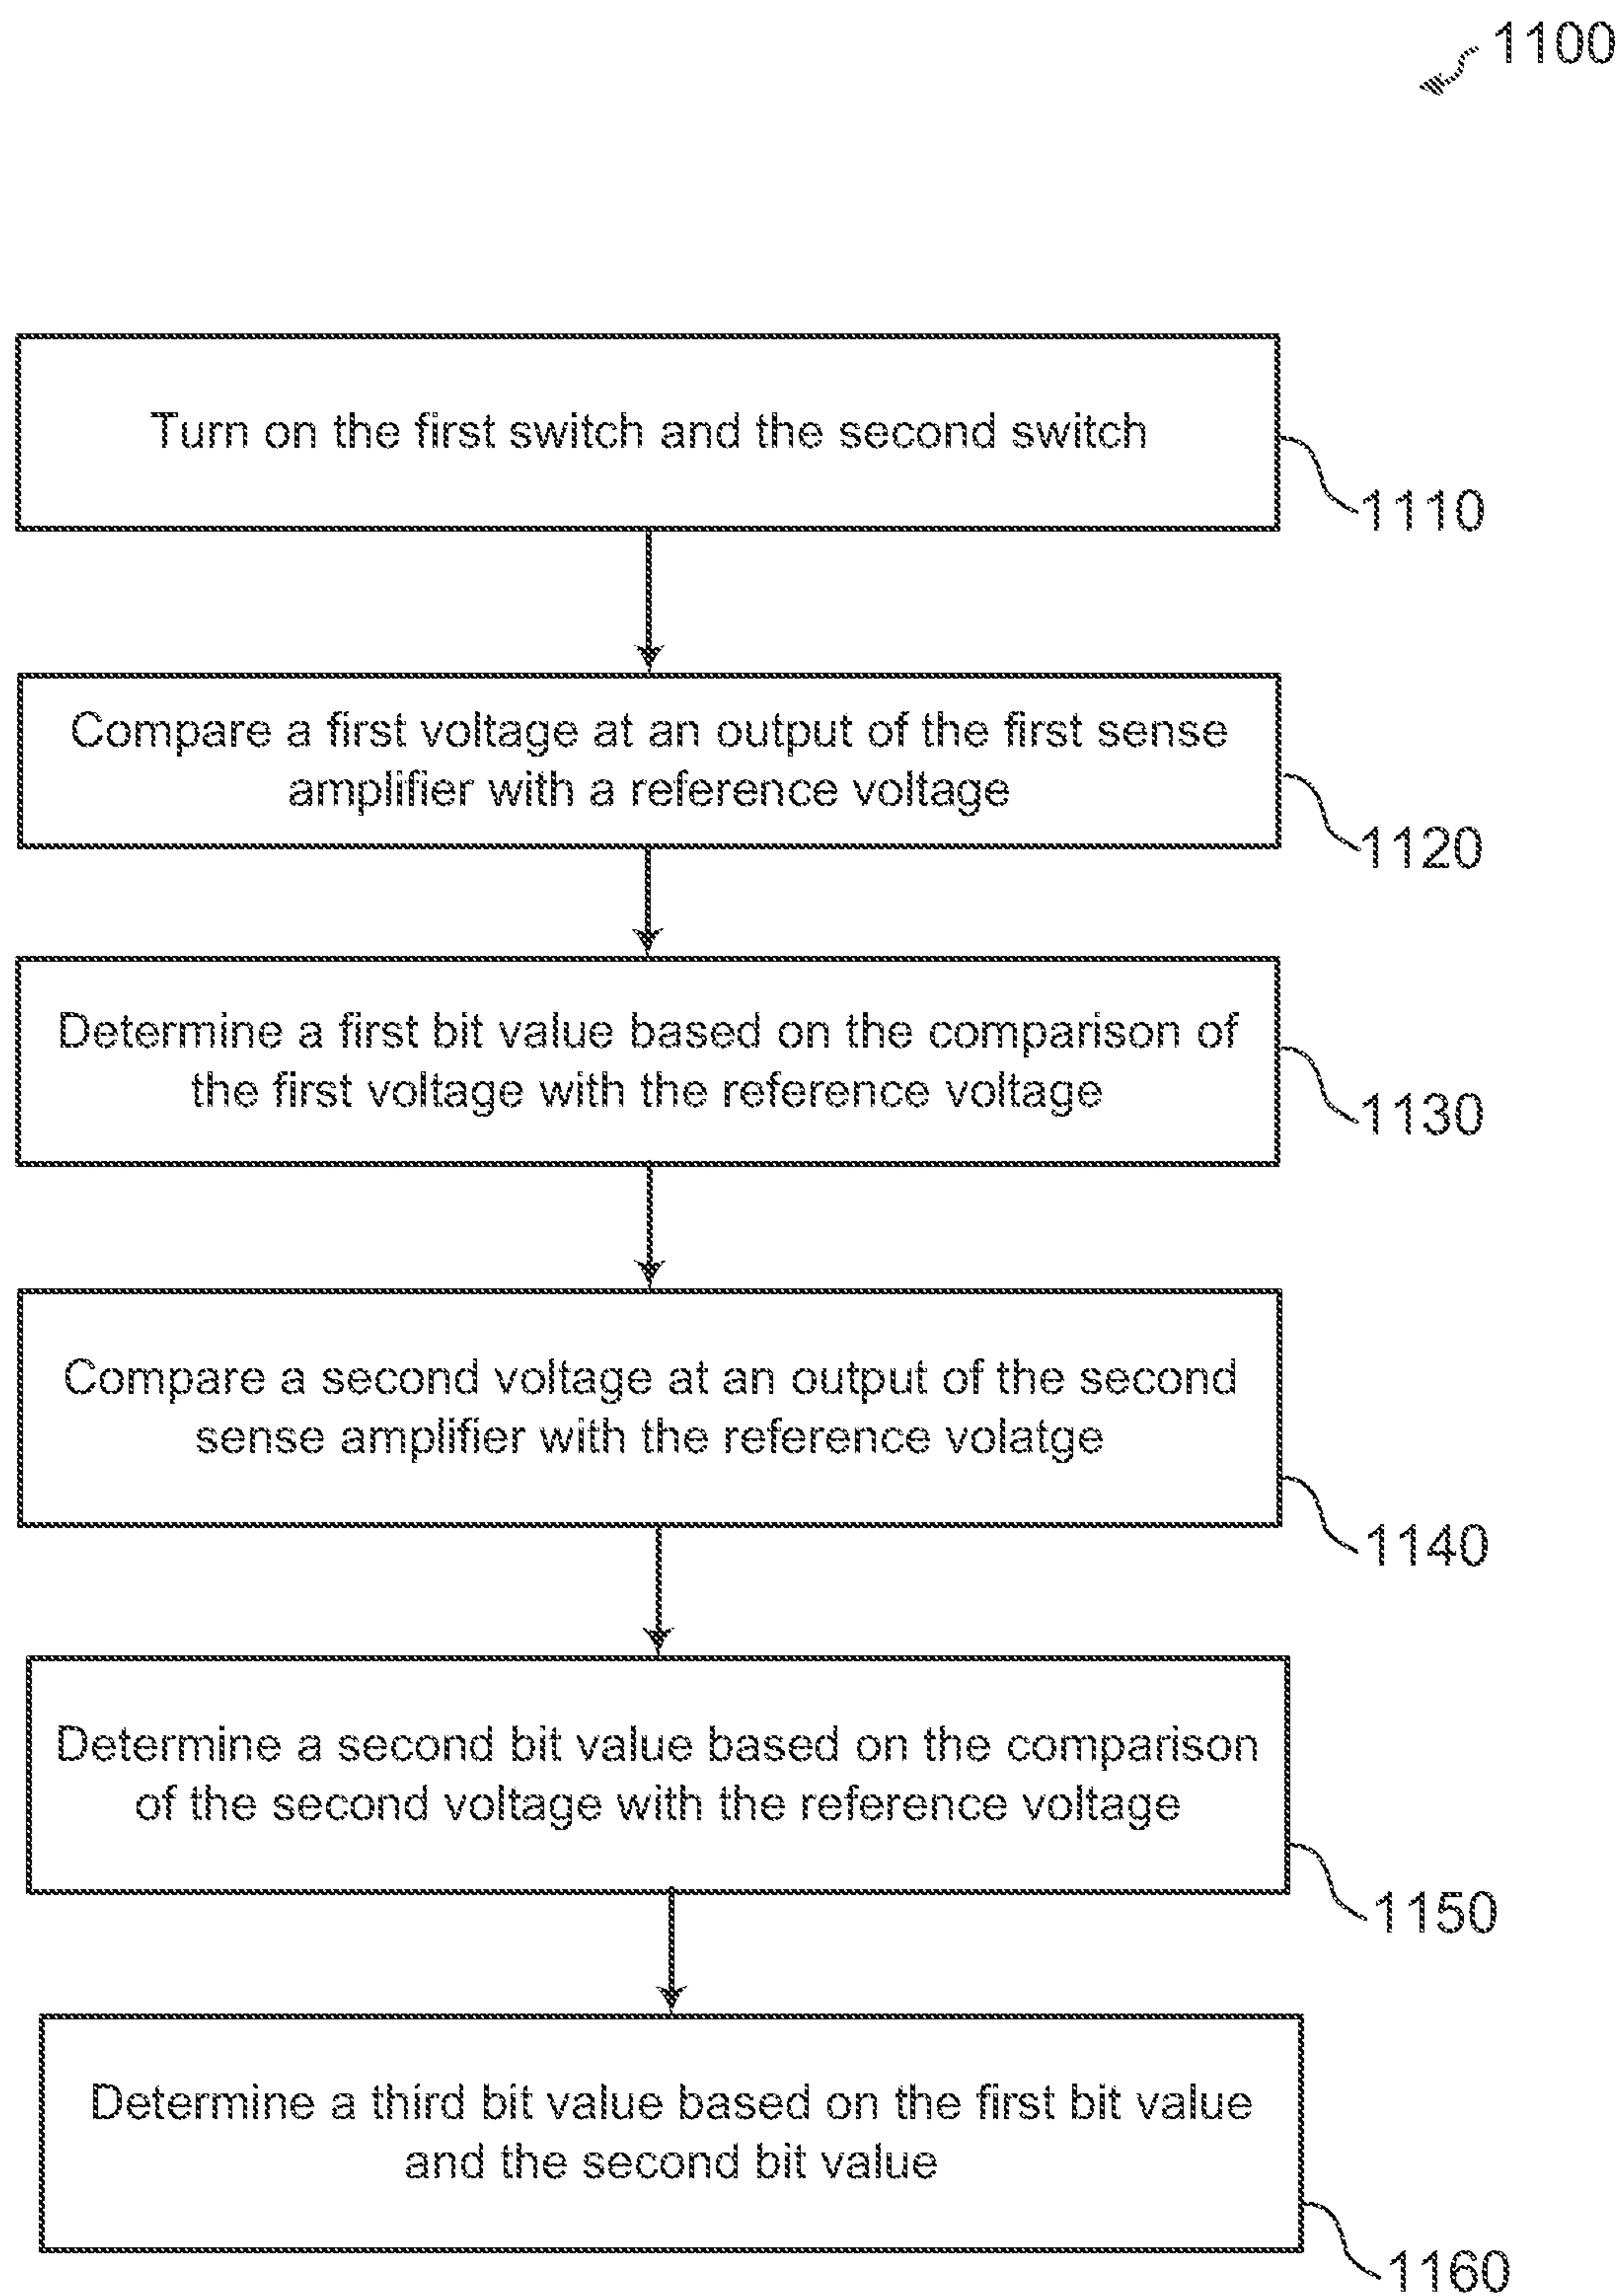 1100
Turn on the first switch and the second switch
1110
Compare a first voltage at an output of the first sense
amplifier with a reference voltage
1120
Determine a first bit value based on the comparison of
the first voltage with the reference voltage
1130
Compare a second voltage at an output of the second
sense amplifier with the reference volatge
1140
Determine a second bit value based on the comparison
of the second voltage with the reference voltage
1150
Determine a third bit value based on the first bit value
and the second bit value
1160